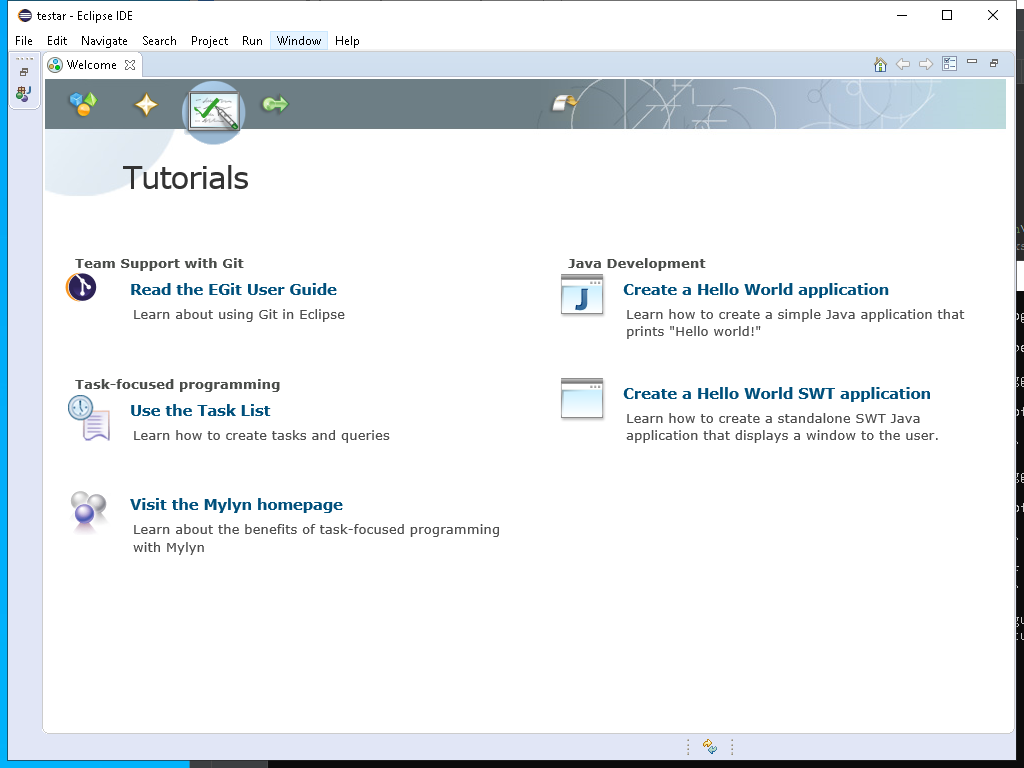 testar - Eclipse IDE
File Edit Navigate Search Project Run Window Help
Welcome
Tutorials
Team Support with Git
Read the EGit User Guide
Learn about using Git in Eclipse
Task-focused programming
Use the Task List
Learn how to create tasks and queries
Visit the Mylyn homepage
Learn about the benefits of task-focused programming
with Mylyn
Java Development
J
Create a Hello World application
Learn how to create a simple Java application that
prints "Hello world!"
Create a Hello World SWT application
Learn how to create a standalone SWT Java
application that displays a window to the user.